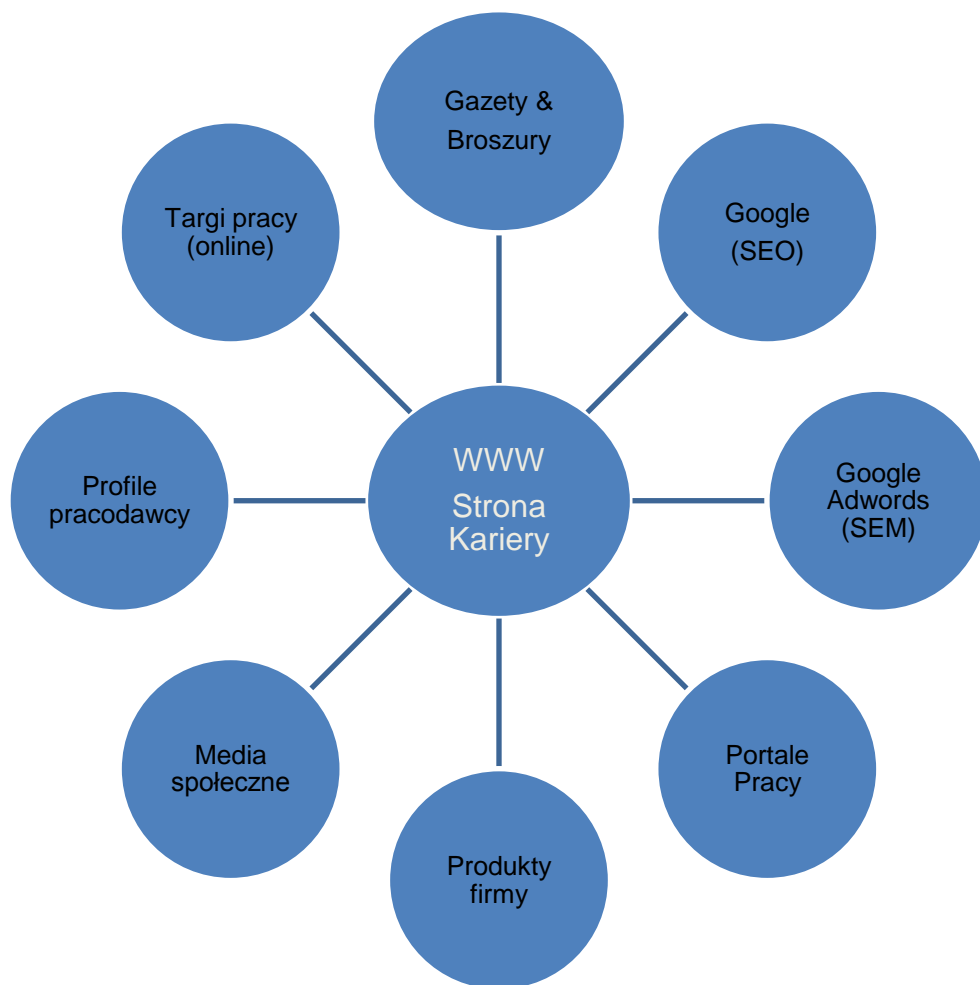 Gazety &
Broszury
Targi pracy
(online)
Google
(SEO)
Profile
pracodawcy
WWW
Strona
Kariery
Google
Adwords
(SEM)
Media
społeczne
Portale
Pracy
Produkty
firmy